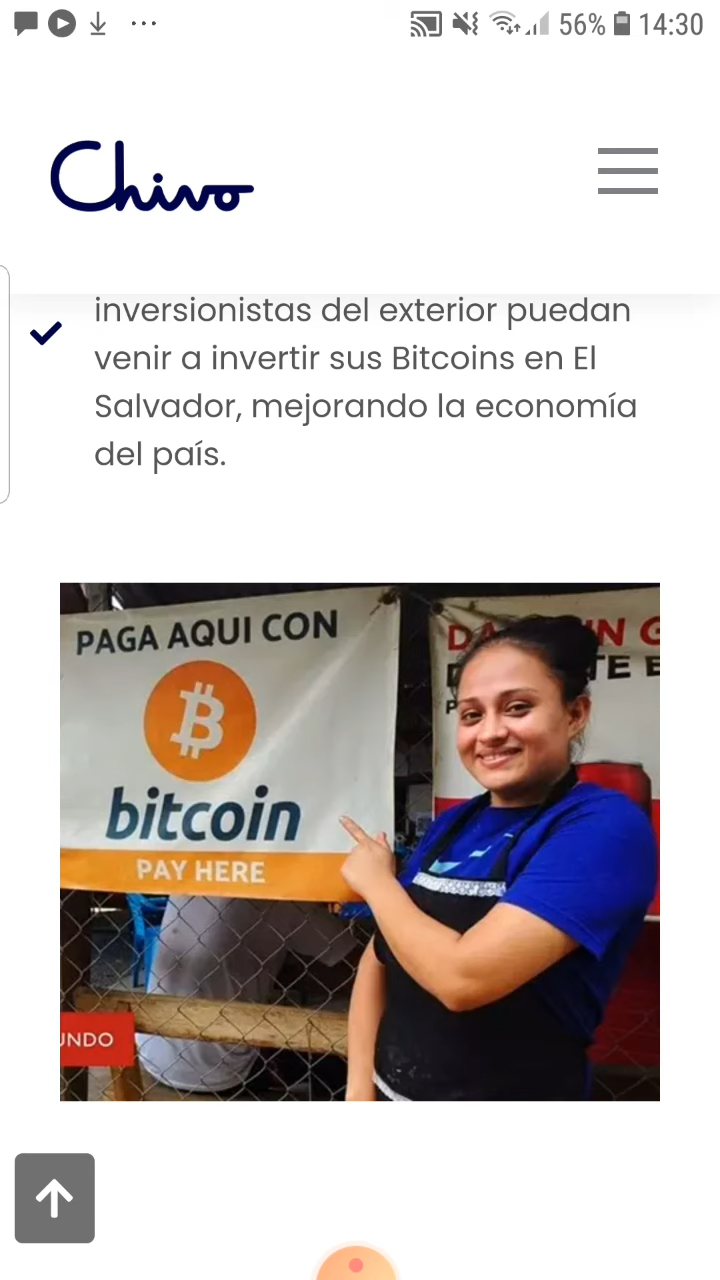 56% 14:30
Chivo
inversionistas del exterior puedan
venir a invertir sus Bitcoins en El
Salvador, mejorando la economía
del país.
PAGA AQUI CON
bitcoin
PAY HERE
UNDO